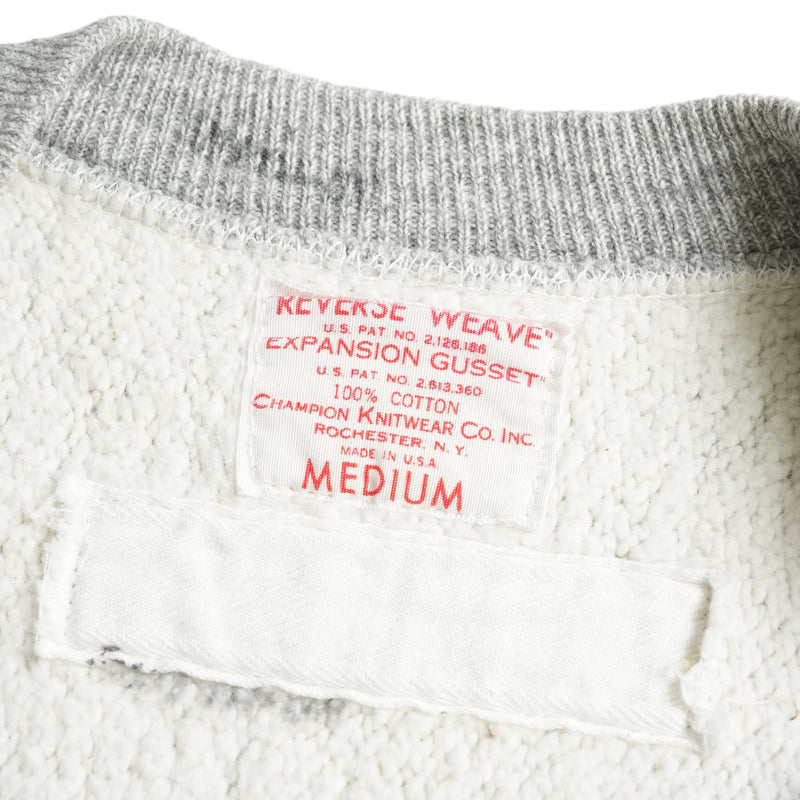 "REVERSE WEAVE"
U.S. PAT. NO. 2,126,186
EXPANSION GUSSET"
U.S. PAT. NO. 2,613,360
100% COTTON
CHAMPION KNITWEAR CO. INC.
ROCHESTER, N.Y.
MADE IN U.S.A.
MEDIUM